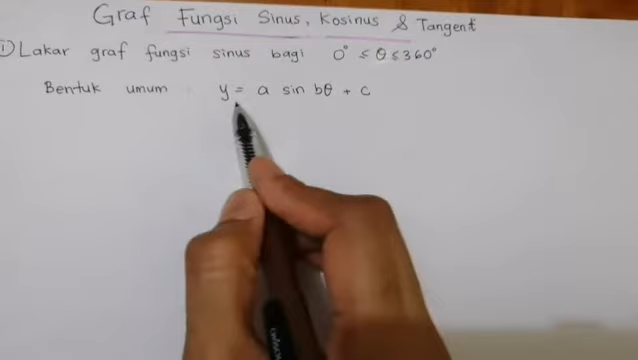 Graf Fungsi Sinus, Kosinus & Tangent
① Lakar graf fungsi sinus bagi 0° ≤ θ ≤ 360°
Bentuk umum : y = a sin bθ + c